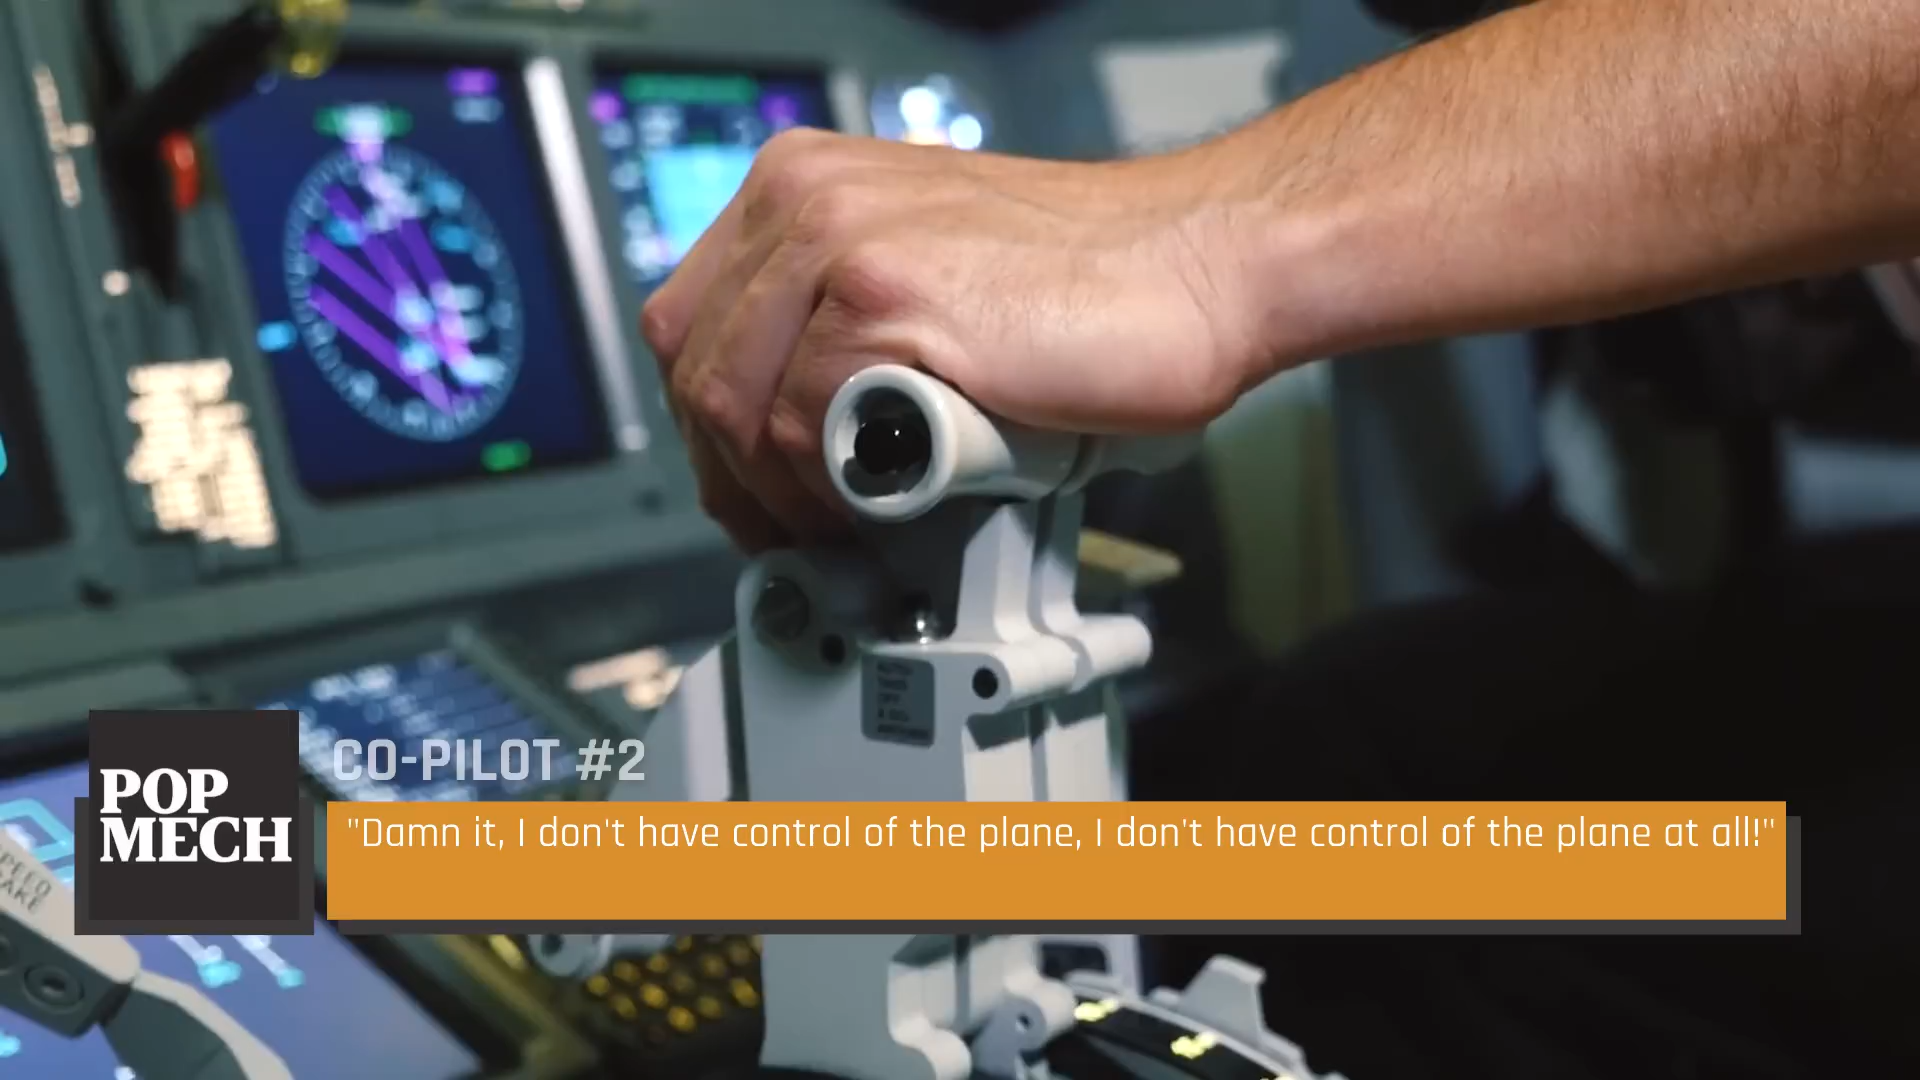 CO-PILOT #2
POP
MECH
"Damn it, I don't have control of the plane, I don't have control of the plane at all!"
SPEED